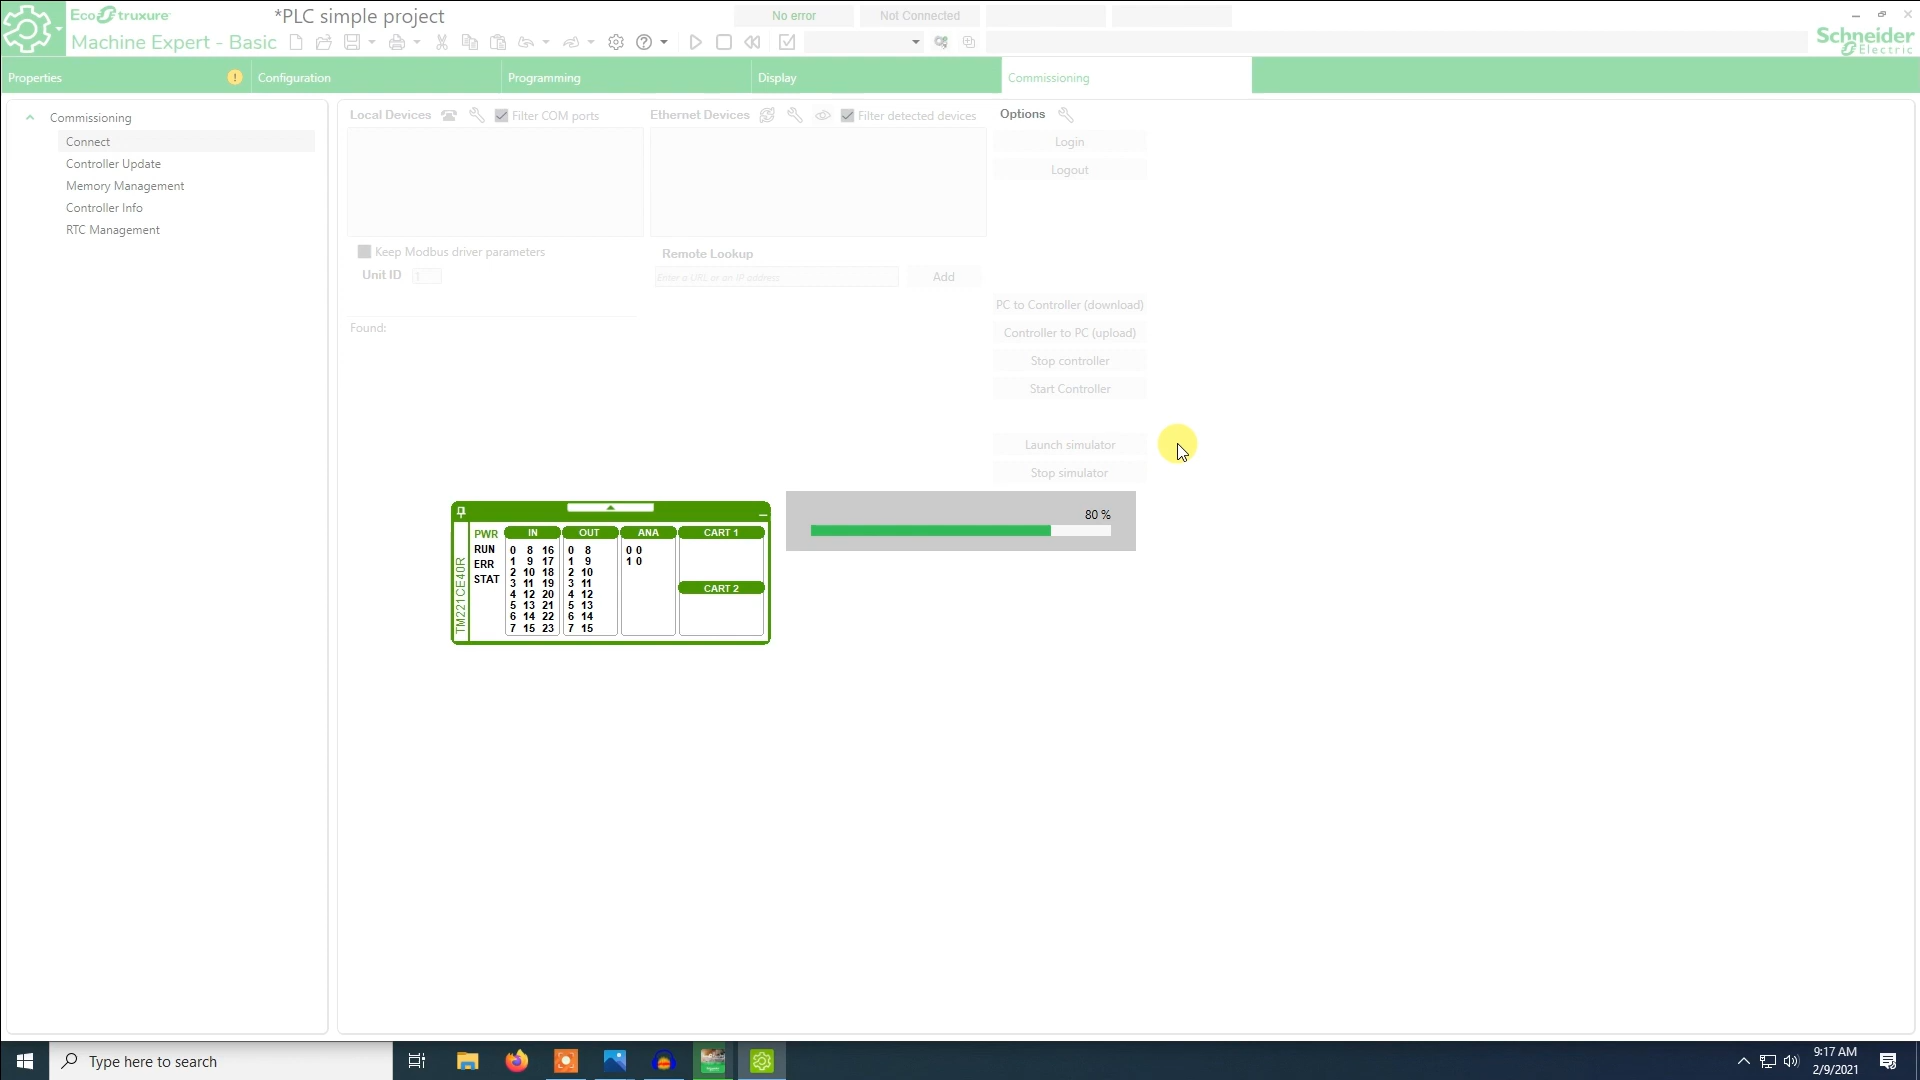 EcoStruxure
*PLC simple project
No error
Not Connected
Machine Expert - Basic
Schneider
Electric
Properties
!
Configuration
Programming
Display
Commissioning
Commissioning
Connect
Controller Update
Memory Management
Controller Info
RTC Management
Local Devices
Filter COM ports
Ethernet Devices
Filter detected devices
Options
Login
Logout
Keep Modbus driver parameters
Unit ID
1
Remote Lookup
Enter a URL or an IP address
Add
Found:
PC to Controller (download)
Controller to PC (upload)
Stop controller
Start Controller
Launch simulator
Stop simulator
80 %
TM221CE40R
PWR
RUN
ERR
STAT
IN
0 8 16
1 9 17
2 10 18
3 11 19
4 12 20
5 13 21
6 14 22
7 15 23
OUT
0 8
1 9
2 10
3 11
4 12
5 13
6 14
7 15
ANA
0 0
1 0
CART 1
CART 2
Type here to search
9:17 AM
2/9/2021